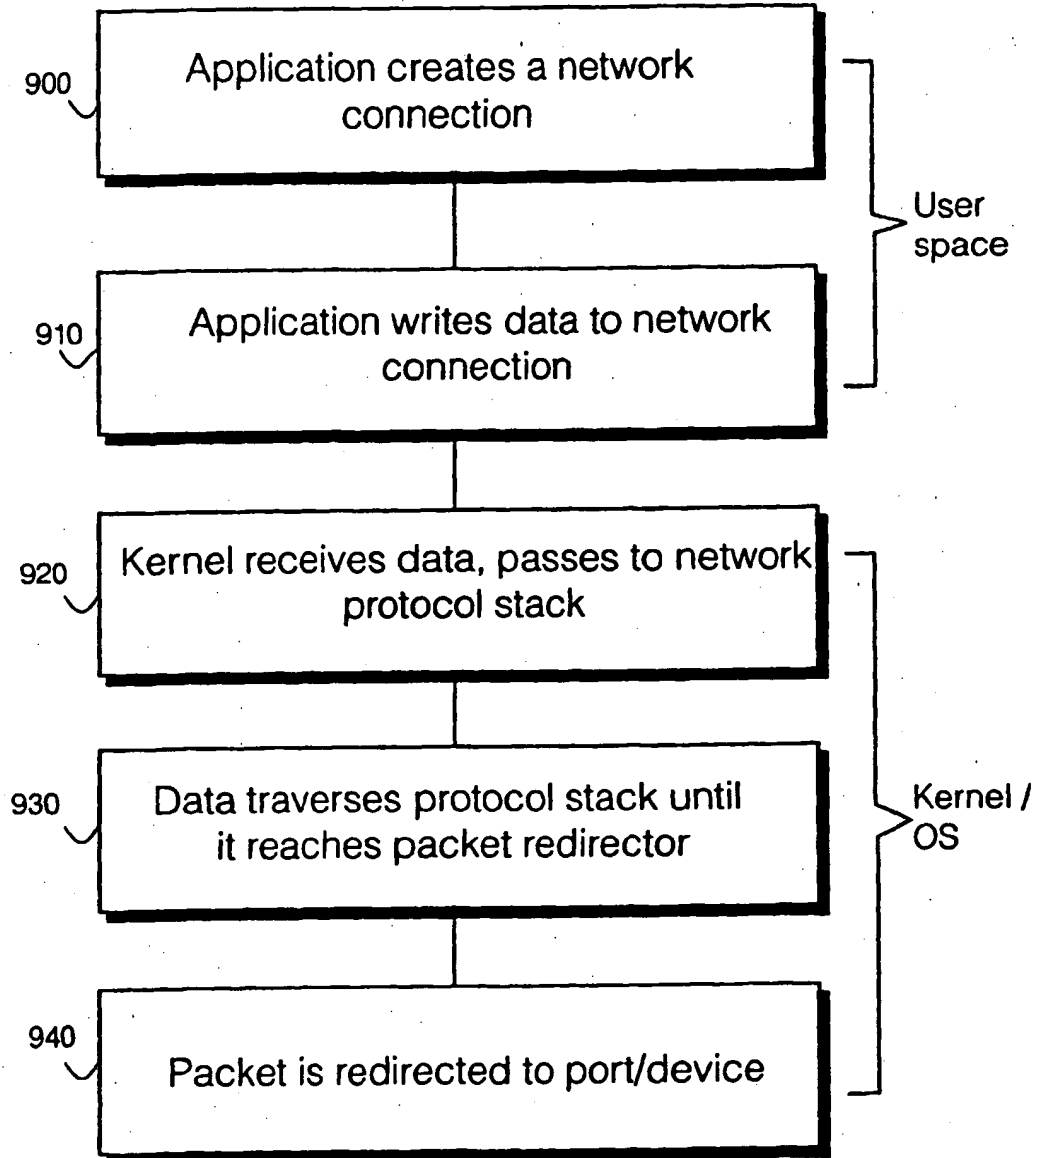 900
Application creates a network
connection
User
space
910
Application writes data to network
connection
920
Kernel receives data, passes to network
protocol stack
930
Data traverses protocol stack until
it reaches packet redirector
Kernel /
OS
940
Packet is redirected to port/device